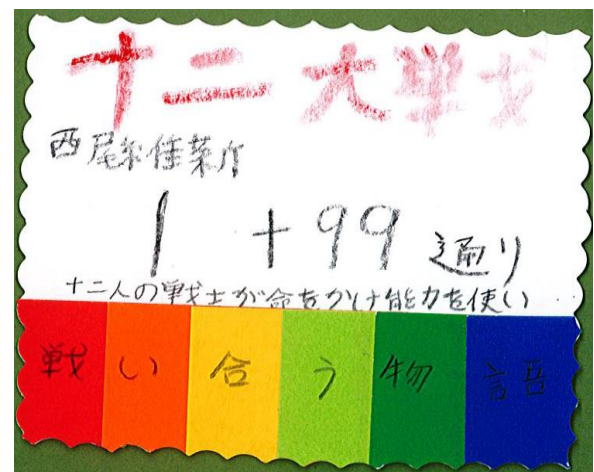 十二大戦
西尾維新作
1+99通り
十二人の戦士が命をかけ能力を使い
戦い合う物語